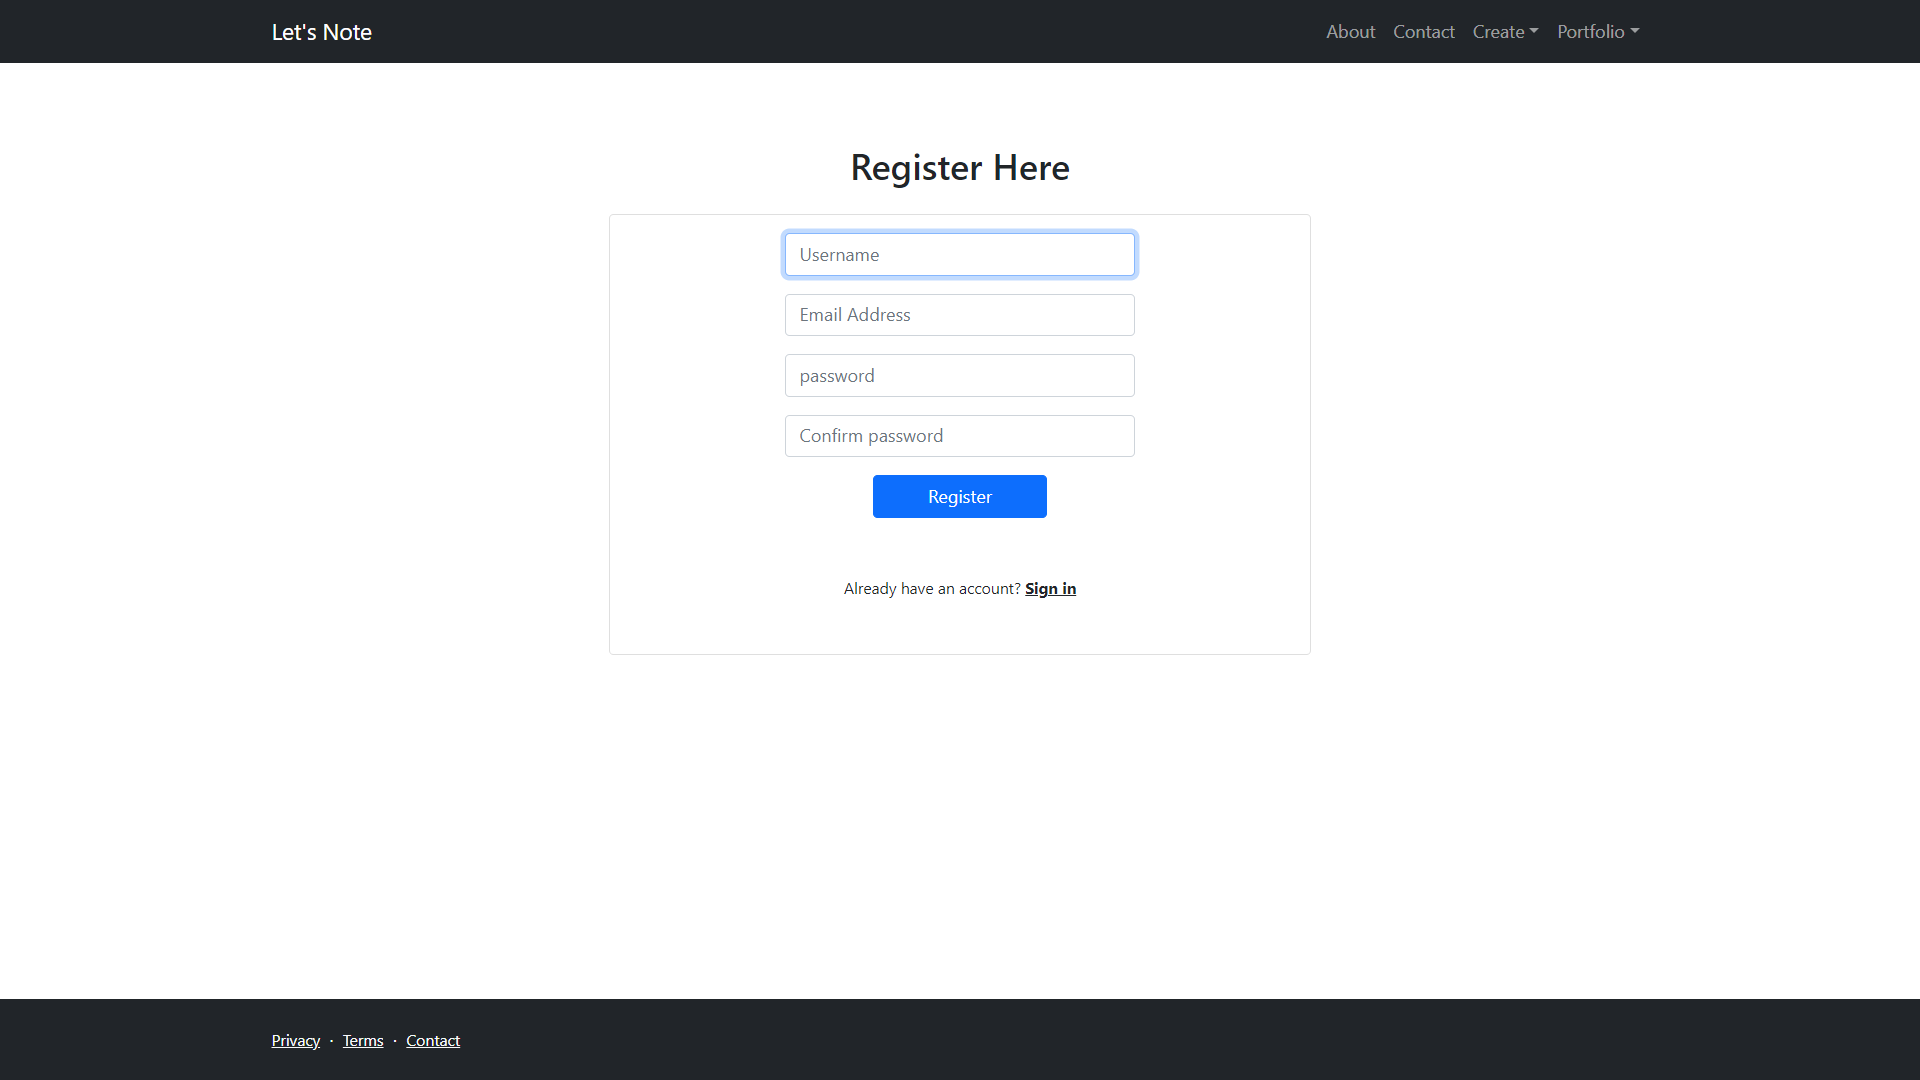 Let's Note
About Contact Create Portfolio
Register Here
Username
Email Address
password
Confirm password
Register
Already have an account? Sign in
Privacy · Terms · Contact